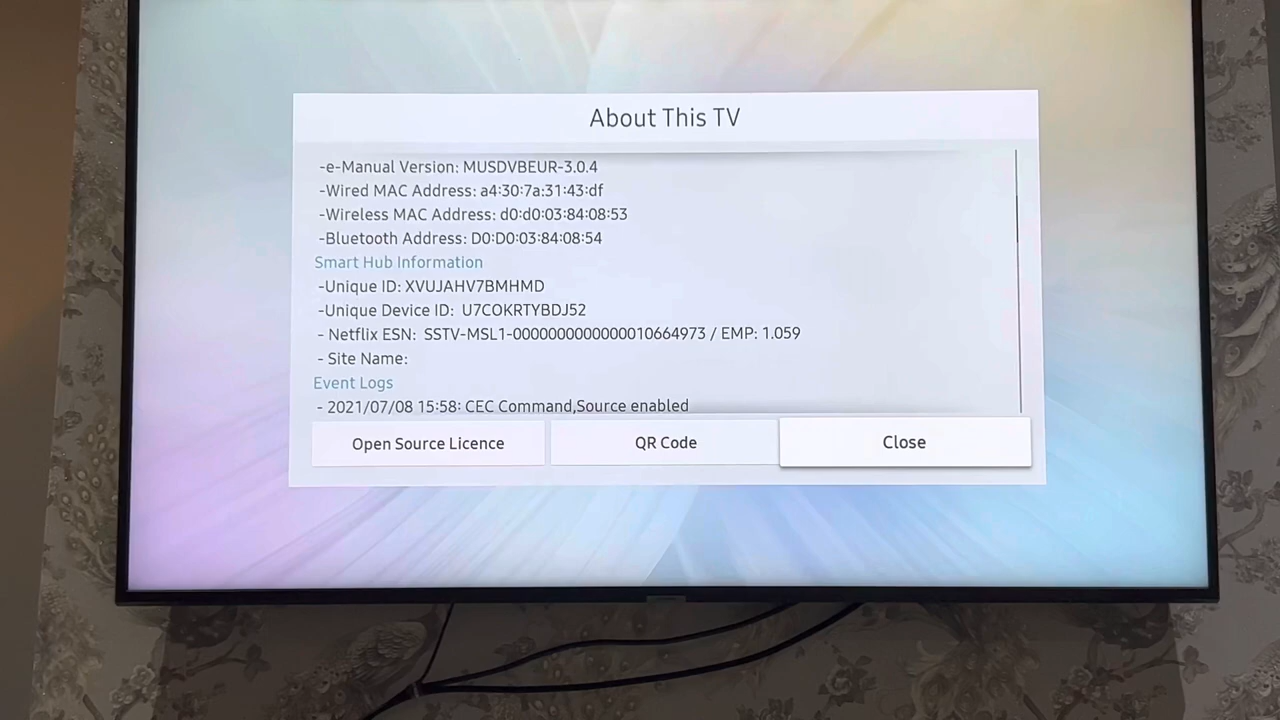 About This TV
-e-Manual Version: MUSDVBEUR-3.0.4
-Wired MAC Address: a4:30:7a:31:43:df
-Wireless MAC Address: d0:d0:03:84:08:53
-Bluetooth Address: D0:D0:03:84:08:54
Smart Hub Information
-Unique ID: XVUJAHV7BMHMD
-Unique Device ID: U7COKRTYBDJ52
- Netflix ESN: SSTV-MSL1-0000000000000010664973 / EMP: 1.059
- Site Name:
Event Logs
- 2021/07/08 15:58: CEC Command,Source enabled
Open Source Licence
QR Code
Close